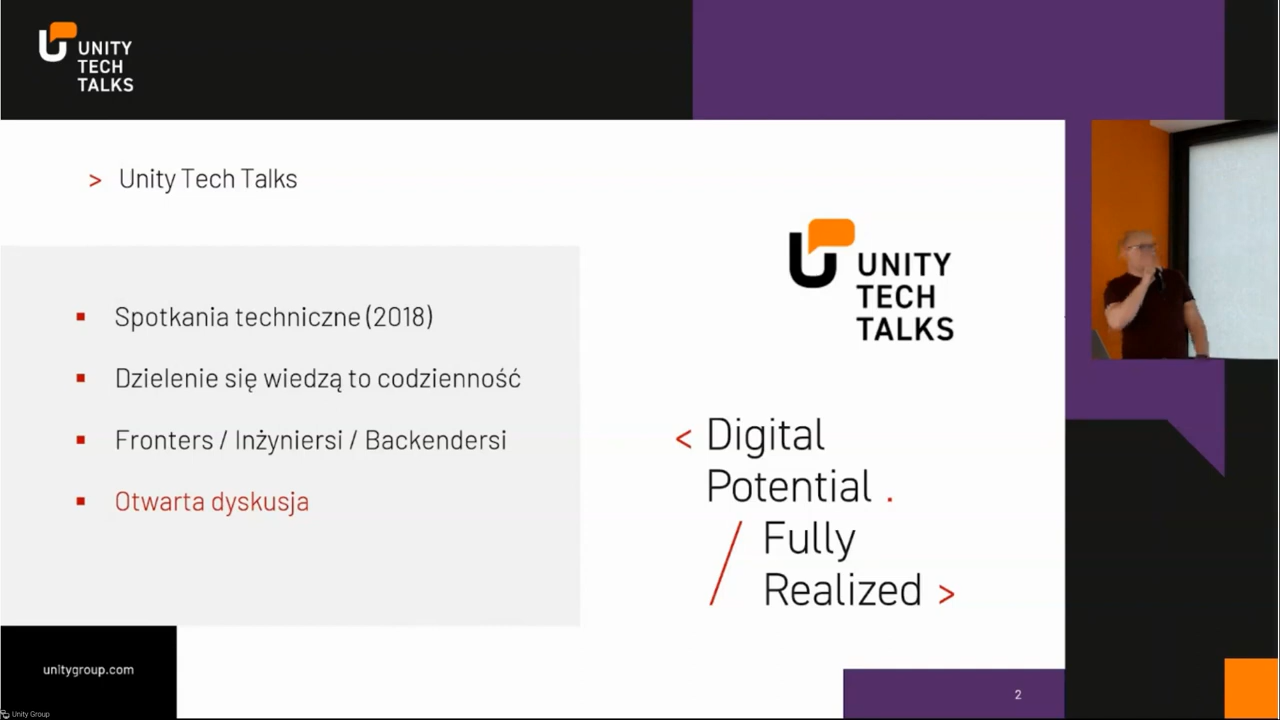 UNITY
TECH
TALKS
> Unity Tech Talks
Spotkania techniczne (2018)
Dzielenie się wiedzą to codzienność
Fronters / Inżyniersi / Backendersi
Otwarta dyskusja
UNITY
TECH
TALKS
< Digital
Potential .
/ Fully
Realized >
unitygroup.com
2
Unity Group